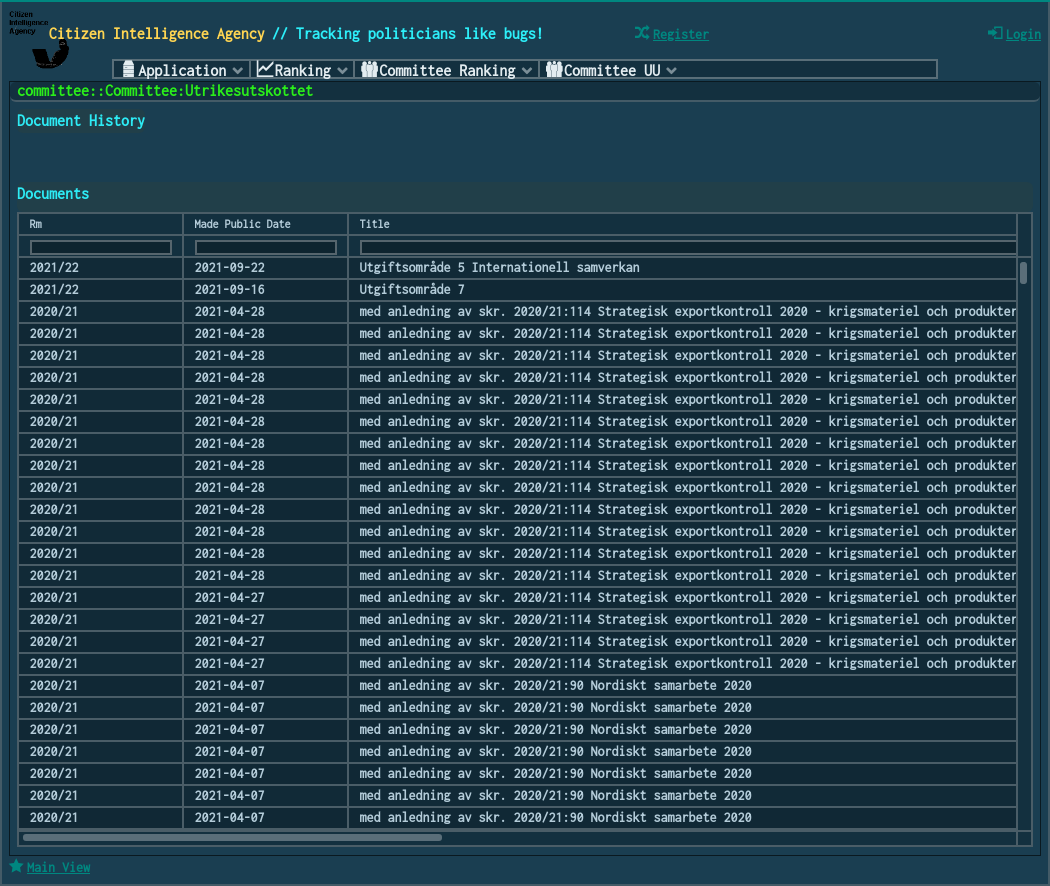 Citizen
Intelligence
Agency
Citizen Intelligence Agency // Tracking politicians like bugs!
Register
Login
Application Ranking Committee Ranking Committee UU
committee::Committee:Utrikesutskottet
Document History
Documents
Rm Made Public Date Title
2021/22 2021-09-22 Utgiftsområde 5 Internationell samverkan
2021/22 2021-09-16 Utgiftsområde 7
2020/21 2021-04-28 med anledning av skr. 2020/21:114 Strategisk exportkontroll 2020 - krigsmateriel och produkter
2020/21 2021-04-28 med anledning av skr. 2020/21:114 Strategisk exportkontroll 2020 - krigsmateriel och produkter
2020/21 2021-04-28 med anledning av skr. 2020/21:114 Strategisk exportkontroll 2020 - krigsmateriel och produkter
2020/21 2021-04-28 med anledning av skr. 2020/21:114 Strategisk exportkontroll 2020 - krigsmateriel och produkter
2020/21 2021-04-28 med anledning av skr. 2020/21:114 Strategisk exportkontroll 2020 - krigsmateriel och produkter
2020/21 2021-04-28 med anledning av skr. 2020/21:114 Strategisk exportkontroll 2020 - krigsmateriel och produkter
2020/21 2021-04-28 med anledning av skr. 2020/21:114 Strategisk exportkontroll 2020 - krigsmateriel och produkter
2020/21 2021-04-28 med anledning av skr. 2020/21:114 Strategisk exportkontroll 2020 - krigsmateriel och produkter
2020/21 2021-04-28 med anledning av skr. 2020/21:114 Strategisk exportkontroll 2020 - krigsmateriel och produkter
2020/21 2021-04-28 med anledning av skr. 2020/21:114 Strategisk exportkontroll 2020 - krigsmateriel och produkter
2020/21 2021-04-28 med anledning av skr. 2020/21:114 Strategisk exportkontroll 2020 - krigsmateriel och produkter
2020/21 2021-04-28 med anledning av skr. 2020/21:114 Strategisk exportkontroll 2020 - krigsmateriel och produkter
2020/21 2021-04-28 med anledning av skr. 2020/21:114 Strategisk exportkontroll 2020 - krigsmateriel och produkter
2020/21 2021-04-27 med anledning av skr. 2020/21:114 Strategisk exportkontroll 2020 - krigsmateriel och produkter
2020/21 2021-04-27 med anledning av skr. 2020/21:114 Strategisk exportkontroll 2020 - krigsmateriel och produkter
2020/21 2021-04-27 med anledning av skr. 2020/21:114 Strategisk exportkontroll 2020 - krigsmateriel och produkter
2020/21 2021-04-27 med anledning av skr. 2020/21:114 Strategisk exportkontroll 2020 - krigsmateriel och produkter
2020/21 2021-04-07 med anledning av skr. 2020/21:90 Nordiskt samarbete 2020
2020/21 2021-04-07 med anledning av skr. 2020/21:90 Nordiskt samarbete 2020
2020/21 2021-04-07 med anledning av skr. 2020/21:90 Nordiskt samarbete 2020
2020/21 2021-04-07 med anledning av skr. 2020/21:90 Nordiskt samarbete 2020
2020/21 2021-04-07 med anledning av skr. 2020/21:90 Nordiskt samarbete 2020
2020/21 2021-04-07 med anledning av skr. 2020/21:90 Nordiskt samarbete 2020
2020/21 2021-04-07 med anledning av skr. 2020/21:90 Nordiskt samarbete 2020
Main View